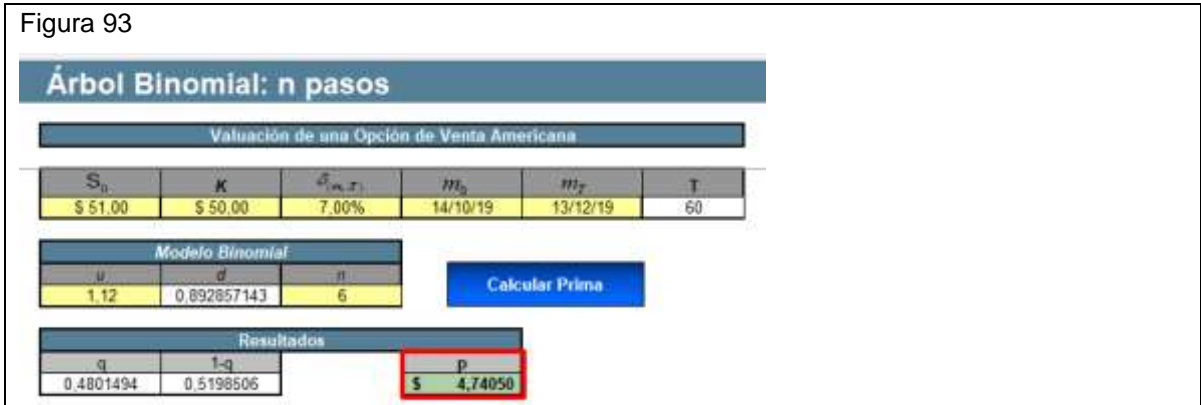 Figura 93
Árbol Binomial: n pasos
Valuación de una Opción de Venta Americana
S₀ K δ(m,T) m₀ m_T T
$ 51,00 $ 50,00 7,00% 14/10/19 13/12/19 60
Modelo Binomial
u d n
1,12 0,892857143 6
Calcular Prima
Resultados
q 1-q p
0,4801494 0,5198506 $ 4,74050